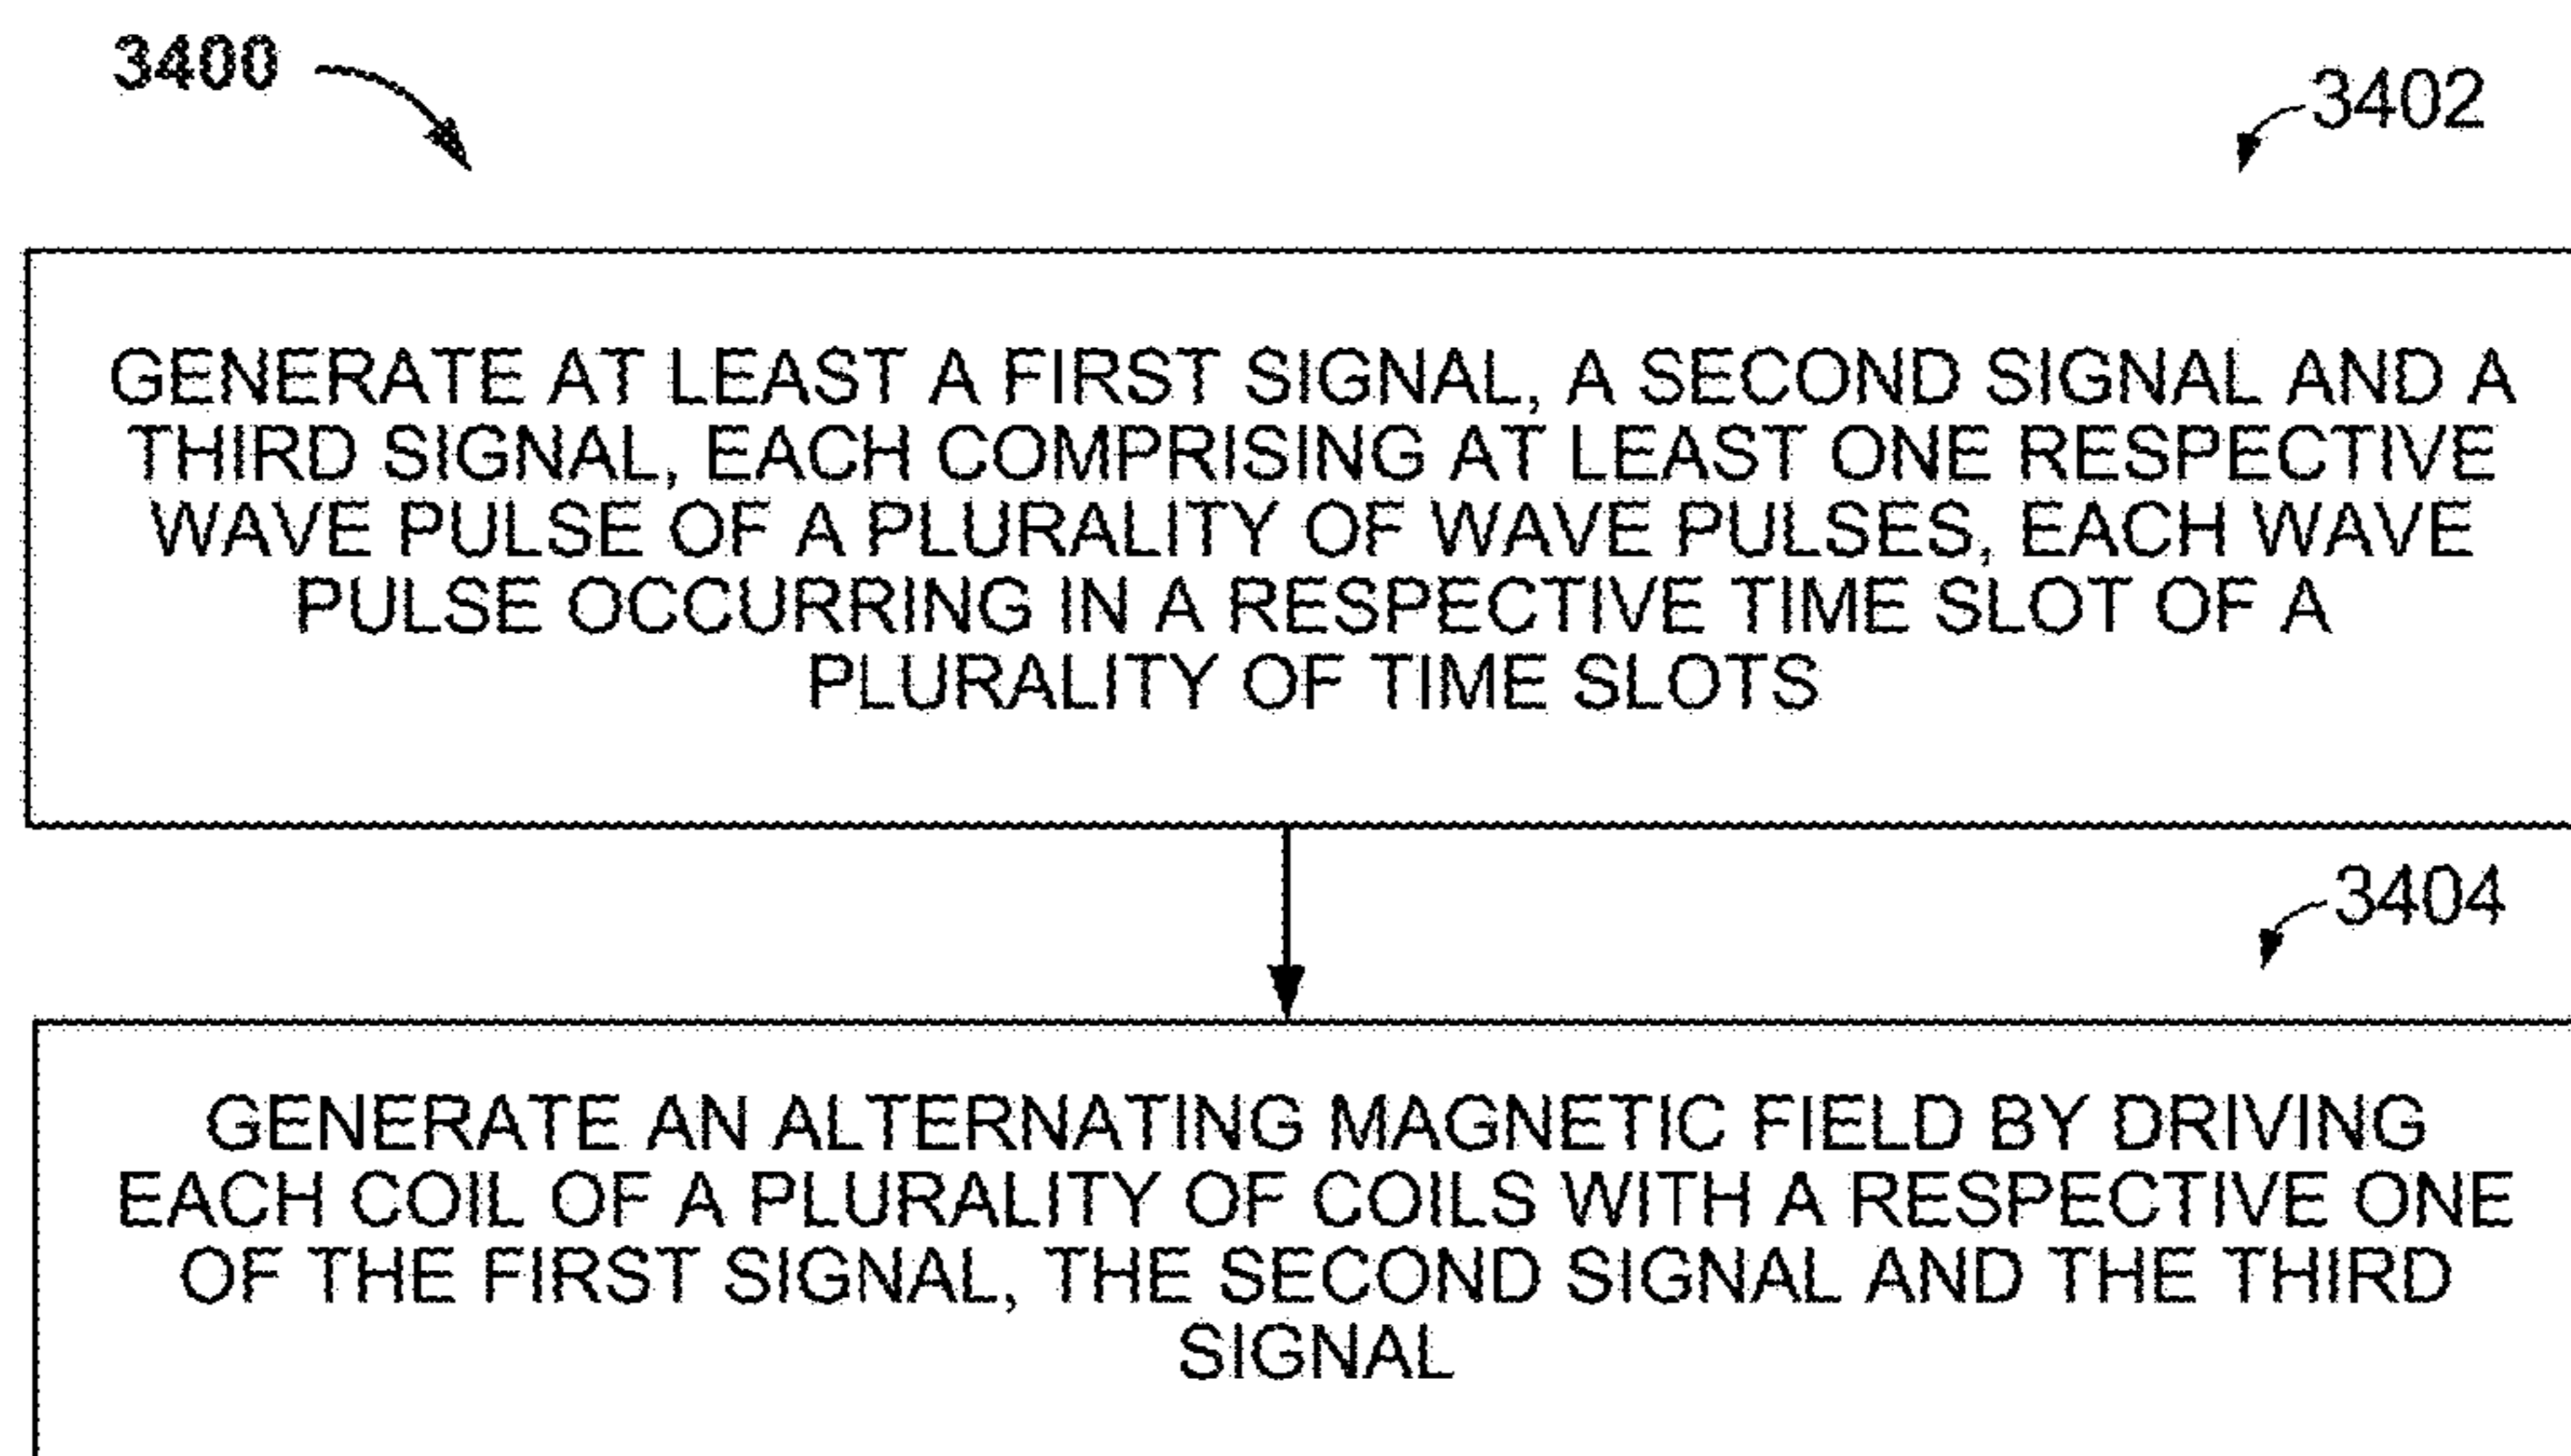 3400
3402
GENERATE AT LEAST A FIRST SIGNAL, A SECOND SIGNAL AND A
THIRD SIGNAL, EACH COMPRISING AT LEAST ONE RESPECTIVE
WAVE PULSE OF A PLURALITY OF WAVE PULSES, EACH WAVE
PULSE OCCURRING IN A RESPECTIVE TIME SLOT OF A
PLURALITY OF TIME SLOTS
3404
GENERATE AN ALTERNATING MAGNETIC FIELD BY DRIVING
EACH COIL OF A PLURALITY OF COILS WITH A RESPECTIVE ONE
OF THE FIRST SIGNAL, THE SECOND SIGNAL AND THE THIRD
SIGNAL